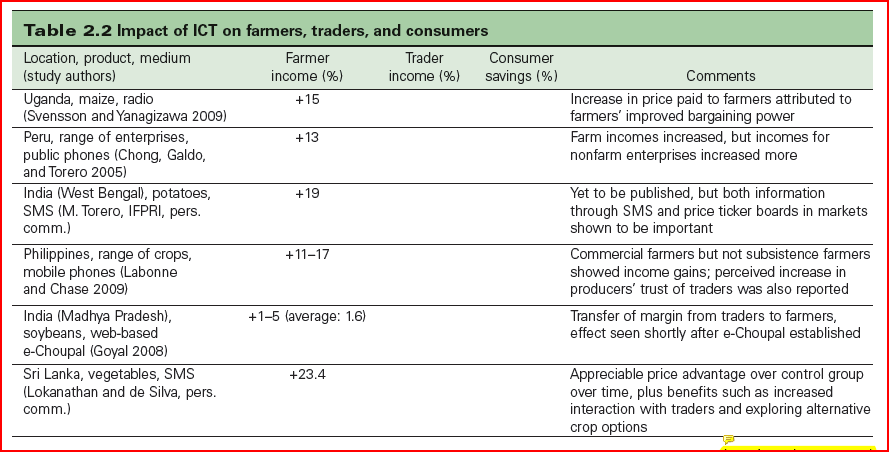 Table 2.2 Impact of ICT on farmers, traders, and consumers
Location, product, medium (study authors) Farmer income (%) Trader income (%) Consumer savings (%) Comments
Uganda, maize, radio +15 Increase in price paid to farmers attributed to
(Svensson and Yanagizawa 2009) farmers' improved bargaining power
Peru, range of enterprises, +13 Farm incomes increased, but incomes for
public phones (Chong, Galdo, nonfarm enterprises increased more
and Torero 2005)
India (West Bengal), potatoes, +19 Yet to be published, but both information
SMS (M. Torero, IFPRI, pers. through SMS and price ticker boards in markets
comm.) shown to be important
Philippines, range of crops, +11–17 Commercial farmers but not subsistence farmers
mobile phones (Labonne showed income gains; perceived increase in
and Chase 2009) producers' trust of traders was also reported
India (Madhya Pradesh), +1–5 (average: 1.6) Transfer of margin from traders to farmers,
soybeans, web-based effect seen shortly after e-Choupal established
e-Choupal (Goyal 2008)
Sri Lanka, vegetables, SMS +23.4 Appreciable price advantage over control group
(Lokanathan and de Silva, pers. over time, plus benefits such as increased
comm.) interaction with traders and exploring alternative
crop options